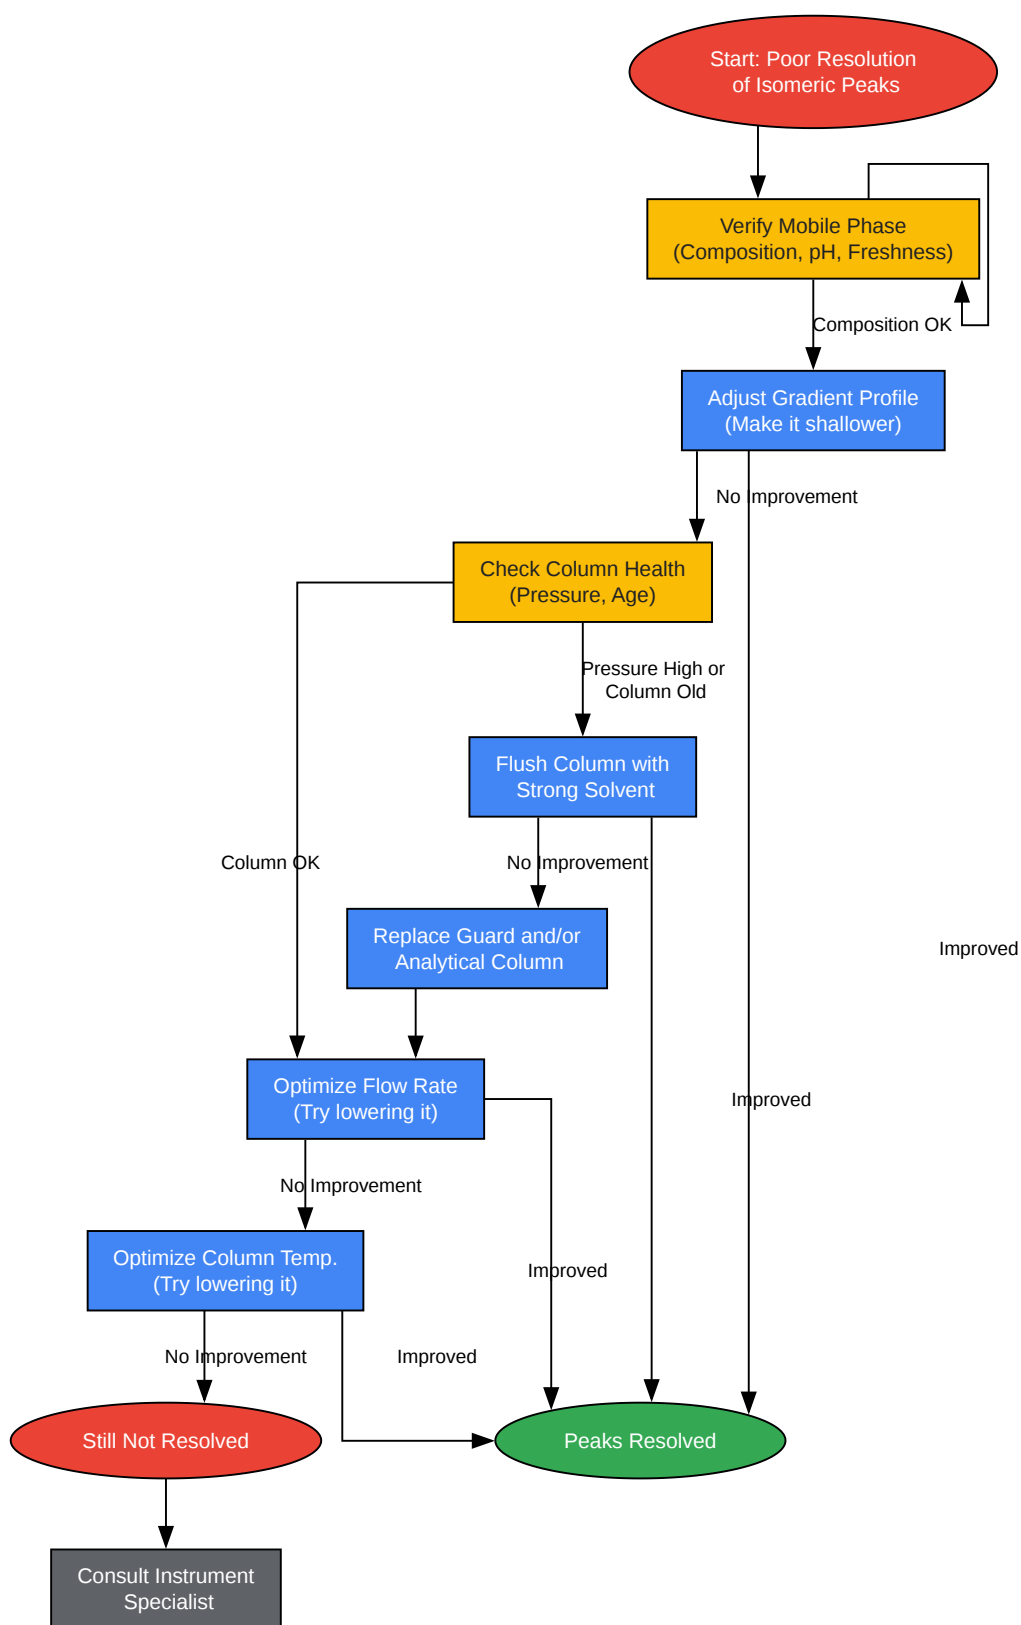 Start: Poor Resolution
of Isomeric Peaks
Verify Mobile Phase
(Composition, pH, Freshness)
Composition OK
Adjust Gradient Profile
(Make it shallower)
No Improvement
Check Column Health
(Pressure, Age)
Pressure High or
Column Old
Flush Column with
Strong Solvent
Column OK
No Improvement
Replace Guard and/or
Analytical Column
Improved
Optimize Flow Rate
(Try lowering it)
Improved
No Improvement
Optimize Column Temp.
(Try lowering it)
Improved
No Improvement
Improved
Still Not Resolved
Peaks Resolved
Consult Instrument
Specialist